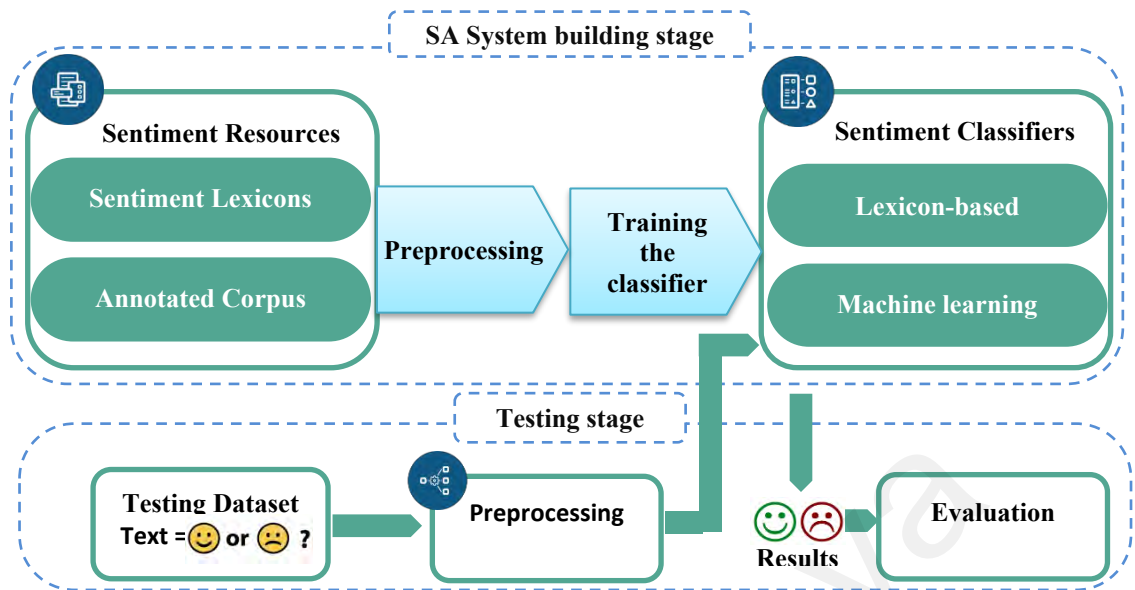 SA System building stage
Sentiment Resources
Sentiment Lexicons
Annotated Corpus
Preprocessing
Training
the
classifier
Sentiment Classifiers
Lexicon-based
Machine learning
Testing stage
Testing Dataset
Text = or ?
Preprocessing
Results
Evaluation